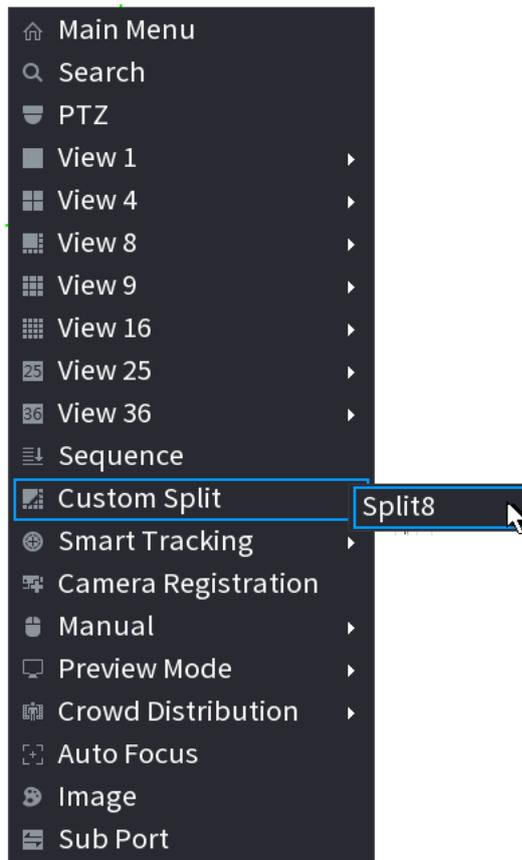 Main Menu
Search
PTZ
View 1
View 4
View 8
View 9
View 16
25 View 25
36 View 36
Sequence
Custom Split
Split8
Smart Tracking
Camera Registration
Manual
Preview Mode
Crowd Distribution
Auto Focus
Image
Sub Port